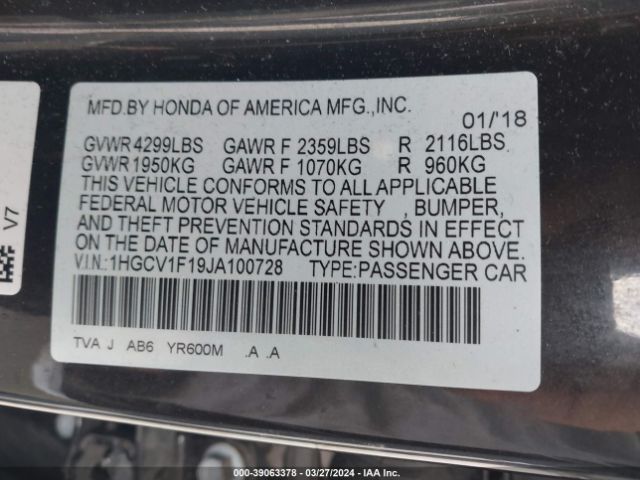 MFD.BY HONDA OF AMERICA MFG.,INC.
01/'18
GVWR 4299LBS GAWR F 2359LBS R 2116LBS
GVWR 1950KG GAWR F 1070KG R 960KG
THIS VEHICLE CONFORMS TO ALL APPLICABLE
FEDERAL MOTOR VEHICLE SAFETY , BUMPER,
AND THEFT PREVENTION STANDARDS IN EFFECT
ON THE DATE OF MANUFACTURE SHOWN ABOVE.
V.I.N.:1HGCV1F19JA100728 TYPE:PASSENGER CAR
TVA J AB6 YR600M .A .A
V7
000-39063378 | 03/27/2024 | IAA Inc.